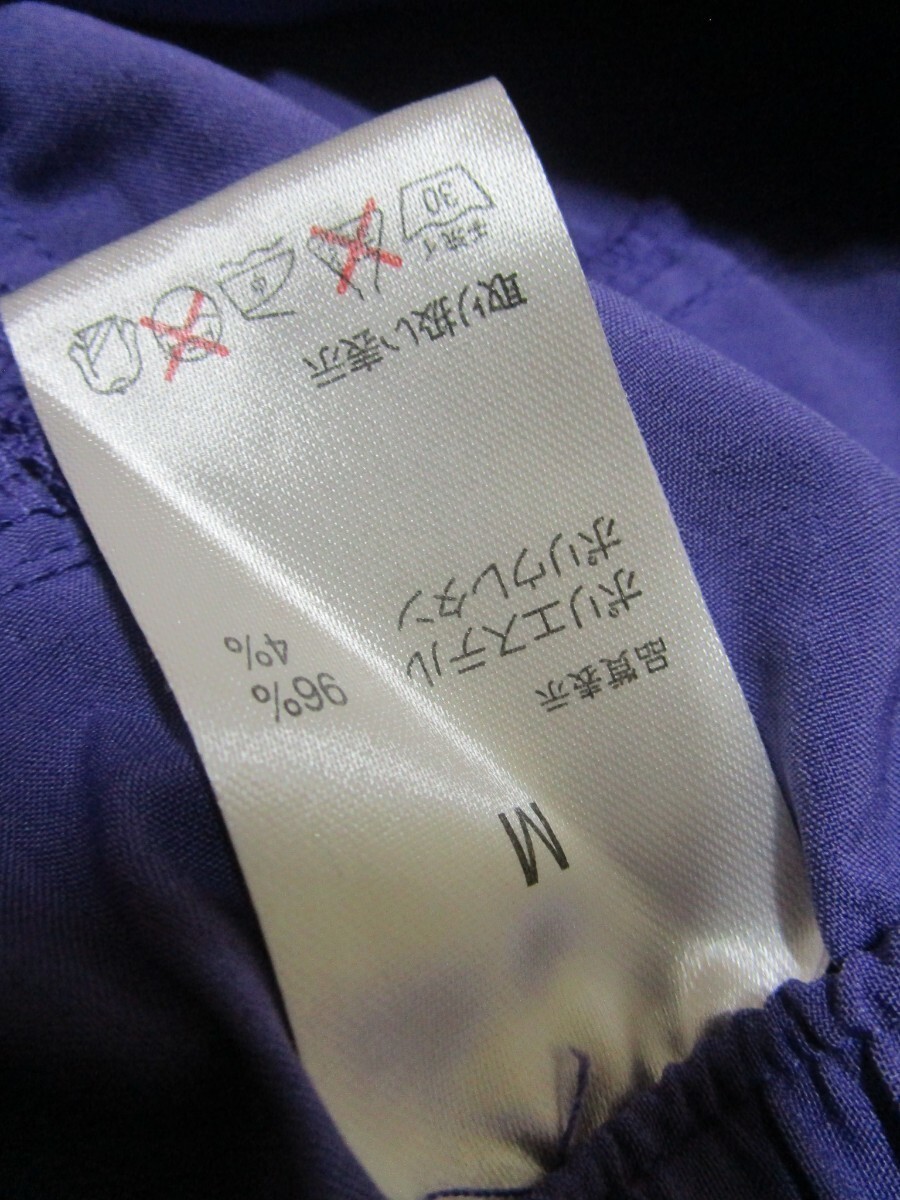 M
品質表示
ポリエステル 96%
ポリウレタン 4%
取り扱い表示
手洗イ
30